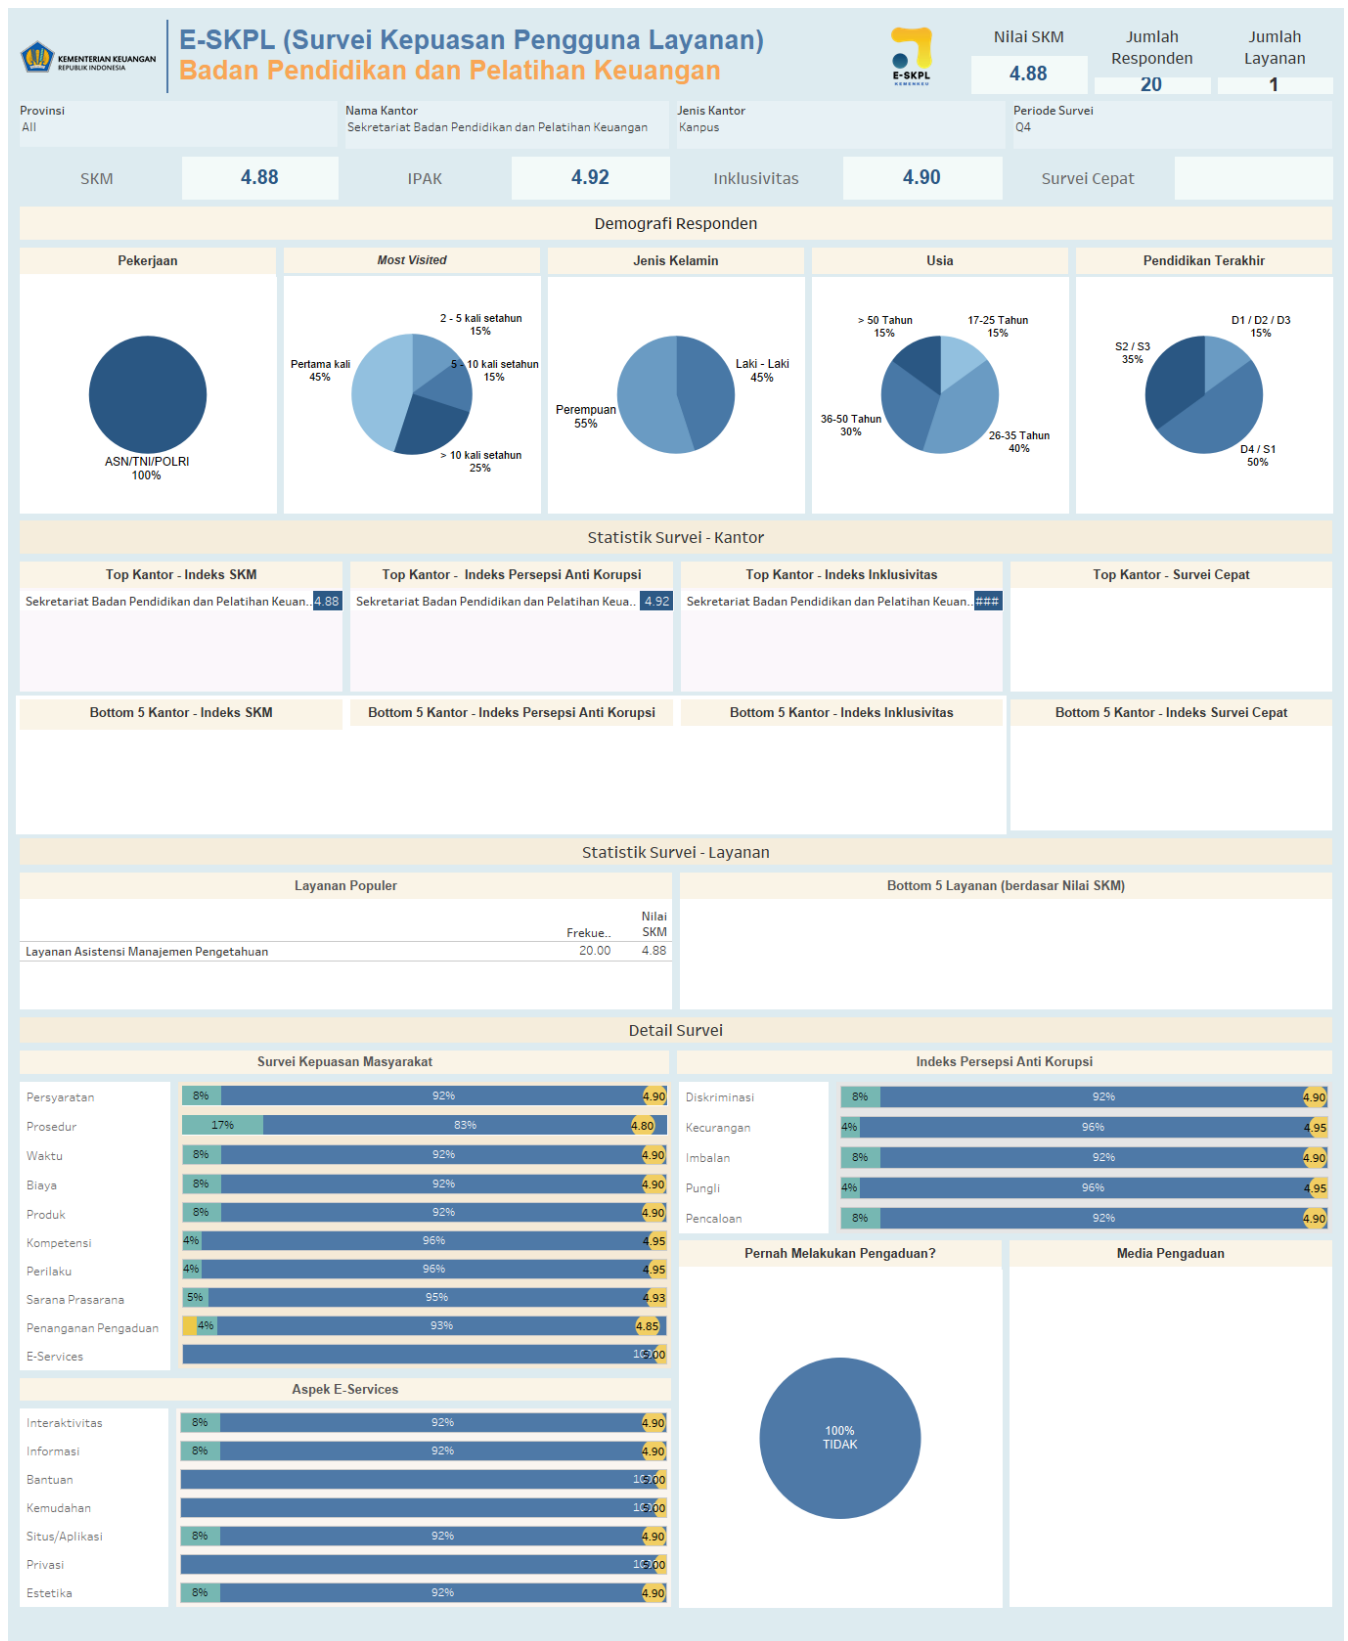 KEMENTERIAN KEUANGAN
REPUBLIK INDONESIA
E-SKPL (Survei Kepuasan Pengguna Layanan)
Badan Pendidikan dan Pelatihan Keuangan
E-SKPL
KEMENKEU
Nilai SKM
4.88
Jumlah
Responden
20
Jumlah
Layanan
1
Provinsi
All
Nama Kantor
Sekretariat Badan Pendidikan dan Pelatihan Keuangan
Jenis Kantor
Kanpus
Periode Survei
Q4
SKM
4.88
IPAK
4.92
Inklusivitas
4.90
Survei Cepat
Demografi Responden
Pekerjaan
ASN/TNI/POLRI
100%
Most Visited
2 - 5 kali setahun
15%
Pertama kali
45%
5 - 10 kali setahun
15%
> 10 kali setahun
25%
Jenis Kelamin
Laki - Laki
45%
Perempuan
55%
Usia
> 50 Tahun
15%
17-25 Tahun
15%
36-50 Tahun
30%
26-35 Tahun
40%
Pendidikan Terakhir
D1 / D2 / D3
15%
S2 / S3
35%
D4 / S1
50%
Statistik Survei - Kantor
Top Kantor - Indeks SKM
Sekretariat Badan Pendidikan dan Pelatihan Keuan.. 4.88
Top Kantor - Indeks Persepsi Anti Korupsi
Sekretariat Badan Pendidikan dan Pelatihan Keua.. 4.92
Top Kantor - Indeks Inklusivitas
Sekretariat Badan Pendidikan dan Pelatihan Keuan.. ###
Top Kantor - Survei Cepat
Bottom 5 Kantor - Indeks SKM
Bottom 5 Kantor - Indeks Persepsi Anti Korupsi
Bottom 5 Kantor - Indeks Inklusivitas
Bottom 5 Kantor - Indeks Survei Cepat
Statistik Survei - Layanan
Layanan Populer
Frekue..
Nilai
SKM
Layanan Asistensi Manajemen Pengetahuan 20.00 4.88
Bottom 5 Layanan (berdasar Nilai SKM)
Detail Survei
Survei Kepuasan Masyarakat
Persyaratan 8% 92% 4.90
Prosedur 17% 83% 4.80
Waktu 8% 92% 4.90
Biaya 8% 92% 4.90
Produk 8% 92% 4.90
Kompetensi 4% 96% 4.95
Perilaku 4% 96% 4.95
Sarana Prasarana 5% 95% 4.93
Penanganan Pengaduan 4% 93% 4.85
E-Services 5.00
Indeks Persepsi Anti Korupsi
Diskriminasi 8% 92% 4.90
Kecurangan 4% 96% 4.95
Imbalan 8% 92% 4.90
Pungli 4% 96% 4.95
Pencaloan 8% 92% 4.90
Aspek E-Services
Interaktivitas 8% 92% 4.90
Informasi 8% 92% 4.90
Bantuan 5.00
Kemudahan 5.00
Situs/Aplikasi 8% 92% 4.90
Privasi 5.00
Estetika 8% 92% 4.90
Pernah Melakukan Pengaduan?
100%
TIDAK
Media Pengaduan